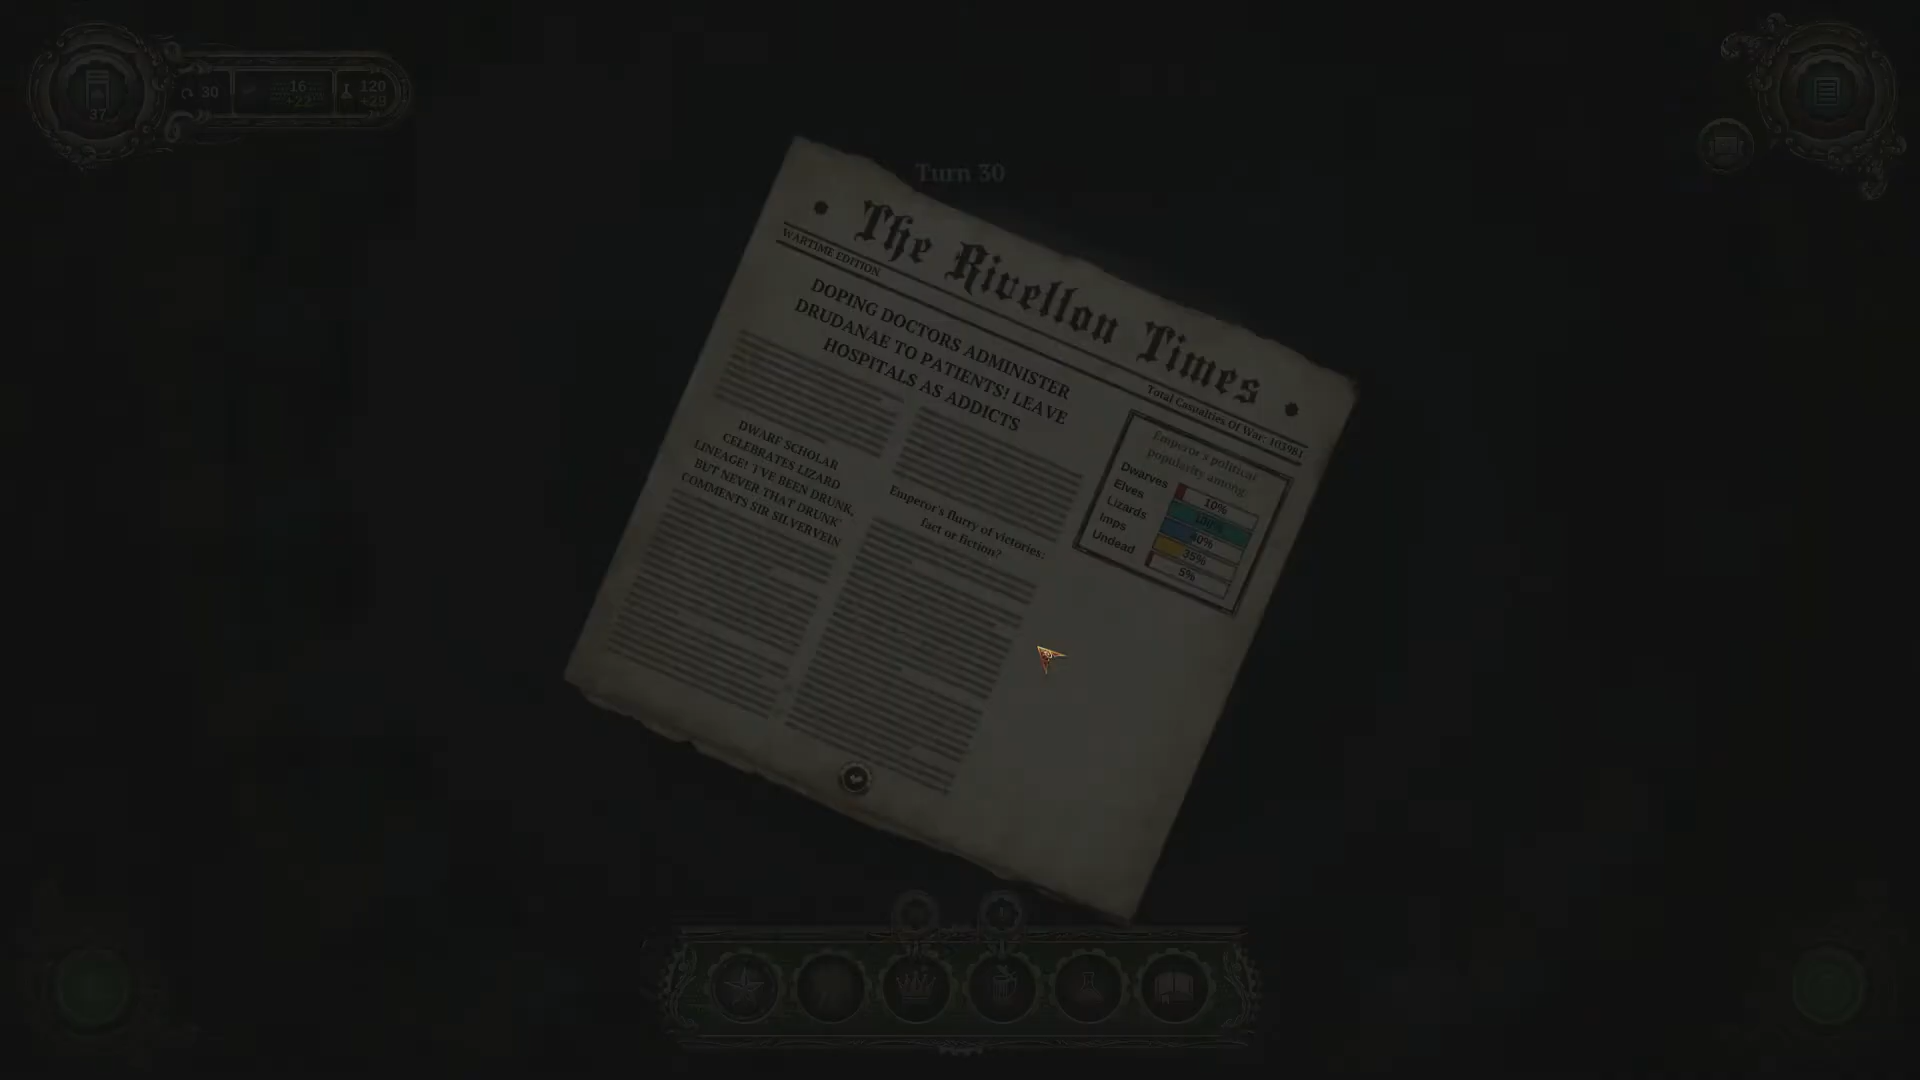 37
30
16
+22
120
+29
Turn 30
The Rivellon Times
WARTIME EDITION
Total Casualties Of War: 103981
DOPING DOCTORS ADMINISTER
DRUDANAE TO PATIENTS! LEAVE
HOSPITALS AS ADDICTS
DWARF SCHOLAR
CELEBRATES LIZARD
LINEAGE! 'I'VE BEEN DRUNK,
BUT NEVER THAT DRUNK'
COMMENTS SIR SILVERVEIN
Emperor's flurry of victories:
fact or fiction?
Emperor's political
popularity among:
Dwarves 10%
Elves 100%
Lizards 40%
Imps 35%
Undead 5%